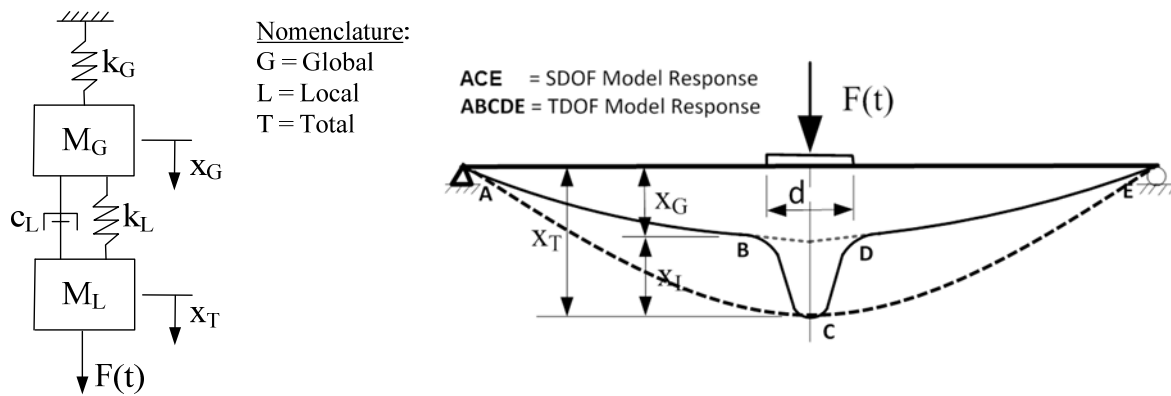 k_G
M_G
x_G
c_L
k_L
M_L
x_T
F(t)
Nomenclature:
G = Global
L = Local
T = Total
ACE = SDOF Model Response
ABCDE = TDOF Model Response
F(t)
A
E
x_G
d
x_T
B
D
x_L
C